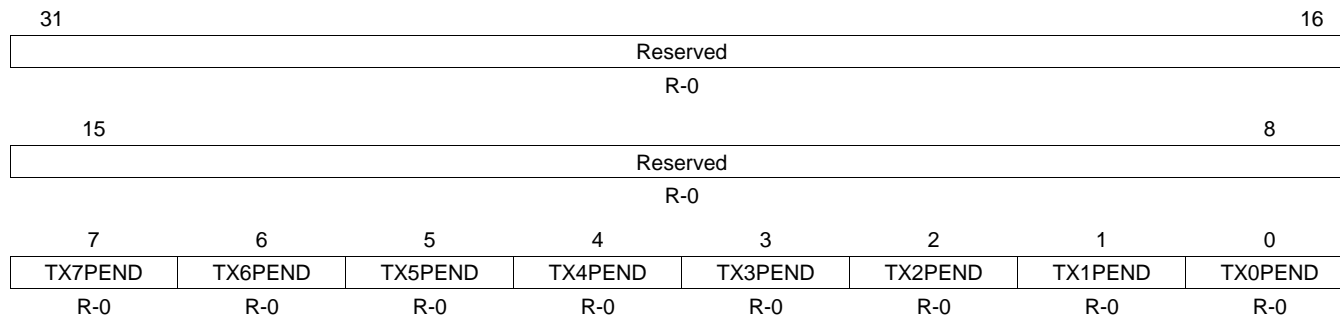 31 16
Reserved
R-0
15 8
Reserved
R-0
7 6 5 4 3 2 1 0
TX7PEND TX6PEND TX5PEND TX4PEND TX3PEND TX2PEND TX1PEND TX0PEND
R-0 R-0 R-0 R-0 R-0 R-0 R-0 R-0